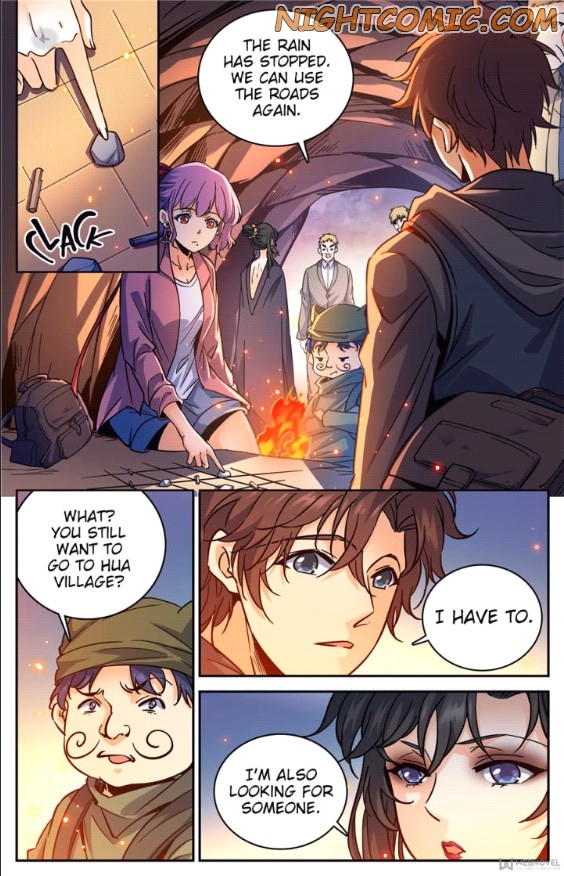 NIGHTCOMIC.COM
THE RAIN
HAS STOPPED.
WE CAN USE
THE ROADS
AGAIN.
CLACK
WHAT?
YOU STILL
WANT TO
GO TO HUA
VILLAGE?
I HAVE TO.
I'M ALSO
LOOKING FOR
SOMEONE.
WEBNOVEL